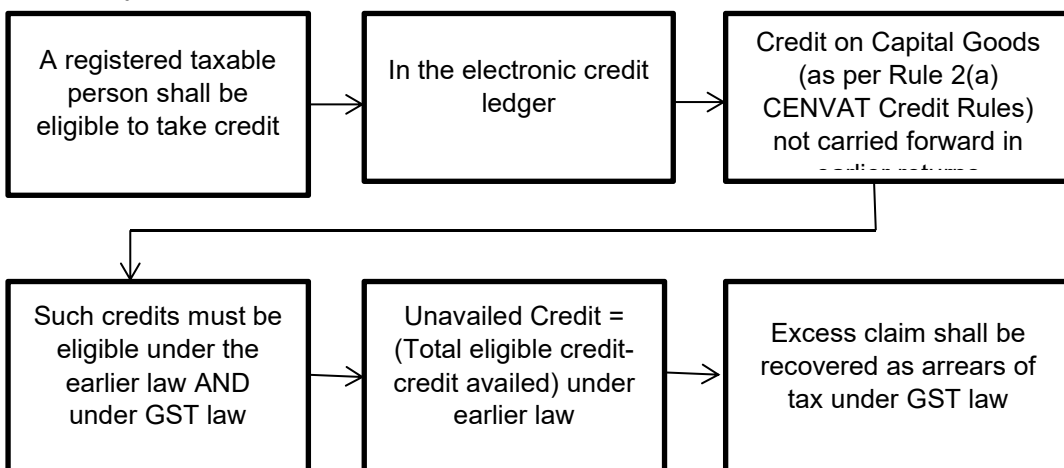 A registered taxable
person shall be
eligible to take credit
In the electronic credit
ledger
Credit on Capital Goods
(as per Rule 2(a)
CENVAT Credit Rules)
not carried forward in
earlier returns
Such credits must be
eligible under the
earlier law AND
under GST law
Unavailed Credit =
(Total eligible credit-
credit availed) under
earlier law
Excess claim shall be
recovered as arrears of
tax under GST law